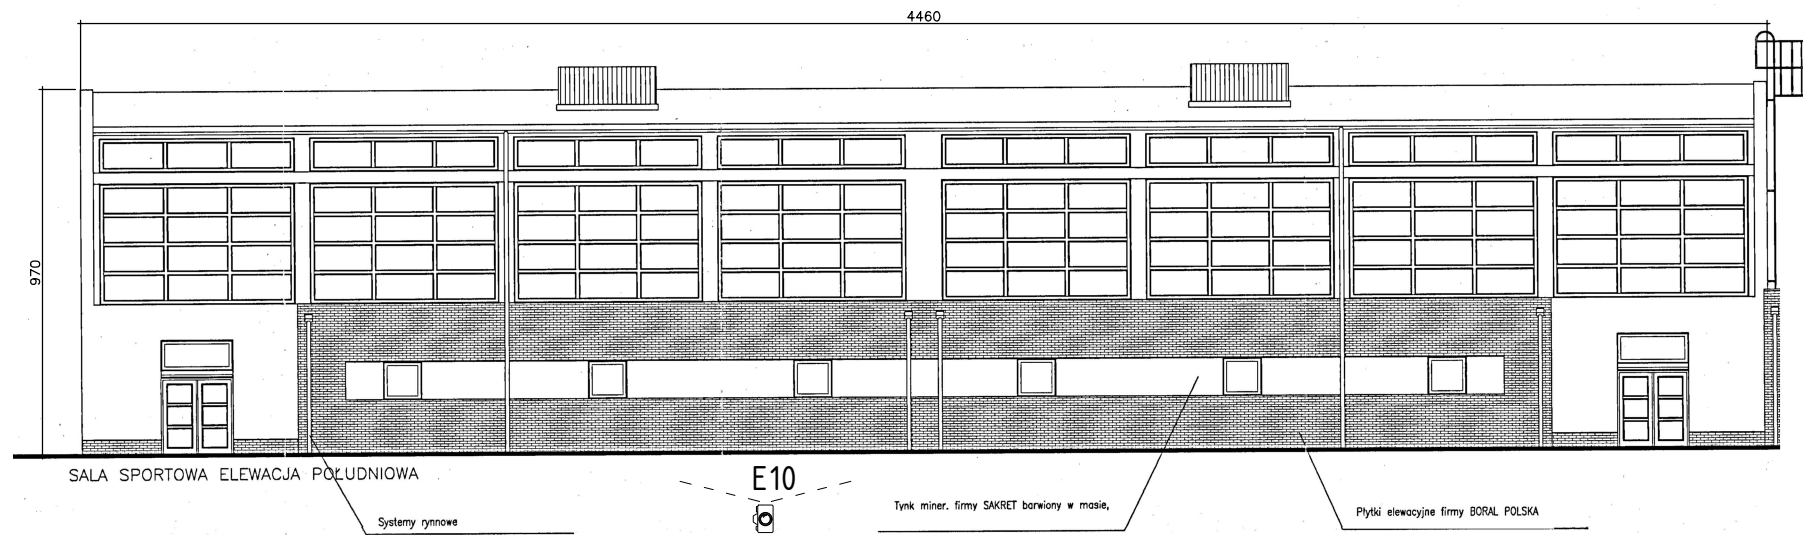 4460
970
SALA SPORTOWA ELEWACJA POŁUDNIOWA
E10
Systemy rynnowe
Tynk miner. firmy SAKRET barwiony w masie,
Płytki elewacyjne firmy BORAL POLSKA